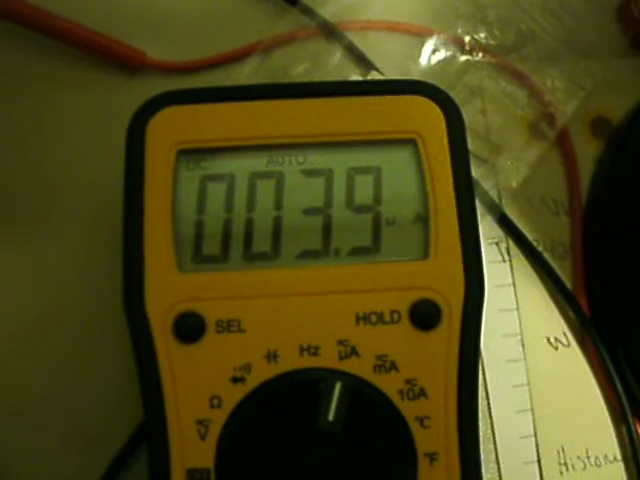 DC AUTO
003.9 µ A
SEL HOLD
Hz µA mA
Ω 10A
V °C
°F
W
Histor